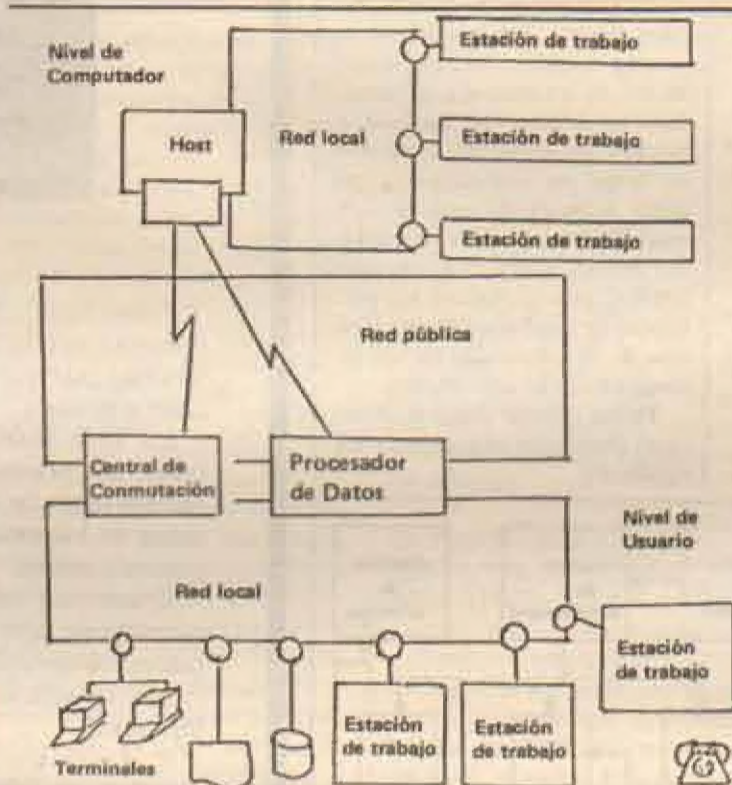 Nivel de
Computador
Host
Red local
Estación de trabajo
Estación de trabajo
Estación de trabajo
Red pública
Central de
Conmutación
Procesador
de Datos
Nivel de
Usuario
Red local
Estación
de trabajo
Terminales
Estación
de trabajo
Estación
de trabajo